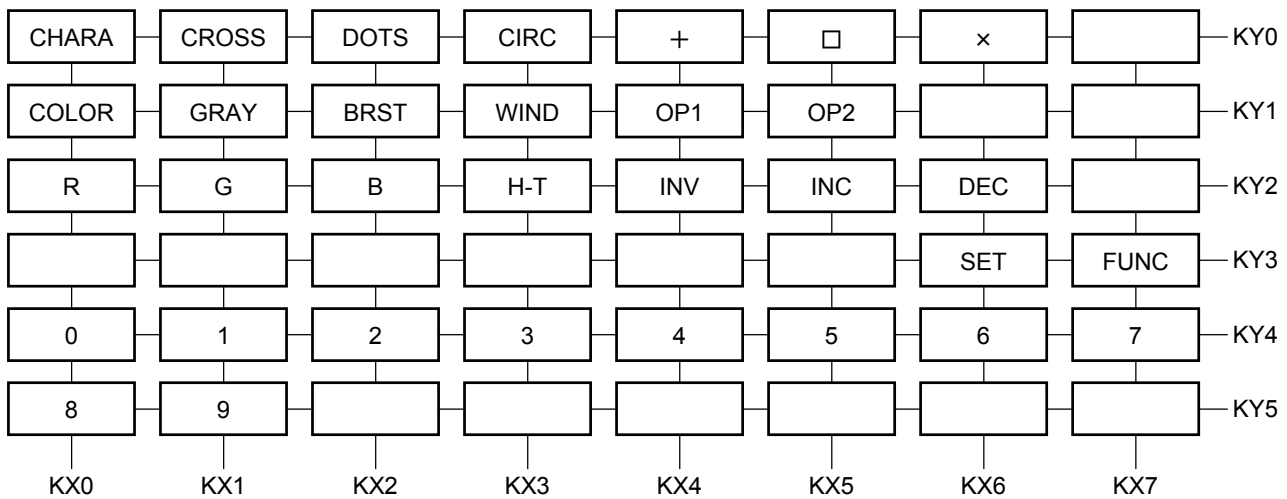 CHARA CROSS DOTS CIRC + □ × KY0
COLOR GRAY BRST WIND OP1 OP2 KY1
R G B H-T INV INC DEC KY2
SET FUNC KY3
0 1 2 3 4 5 6 7 KY4
8 9 KY5
KX0 KX1 KX2 KX3 KX4 KX5 KX6 KX7